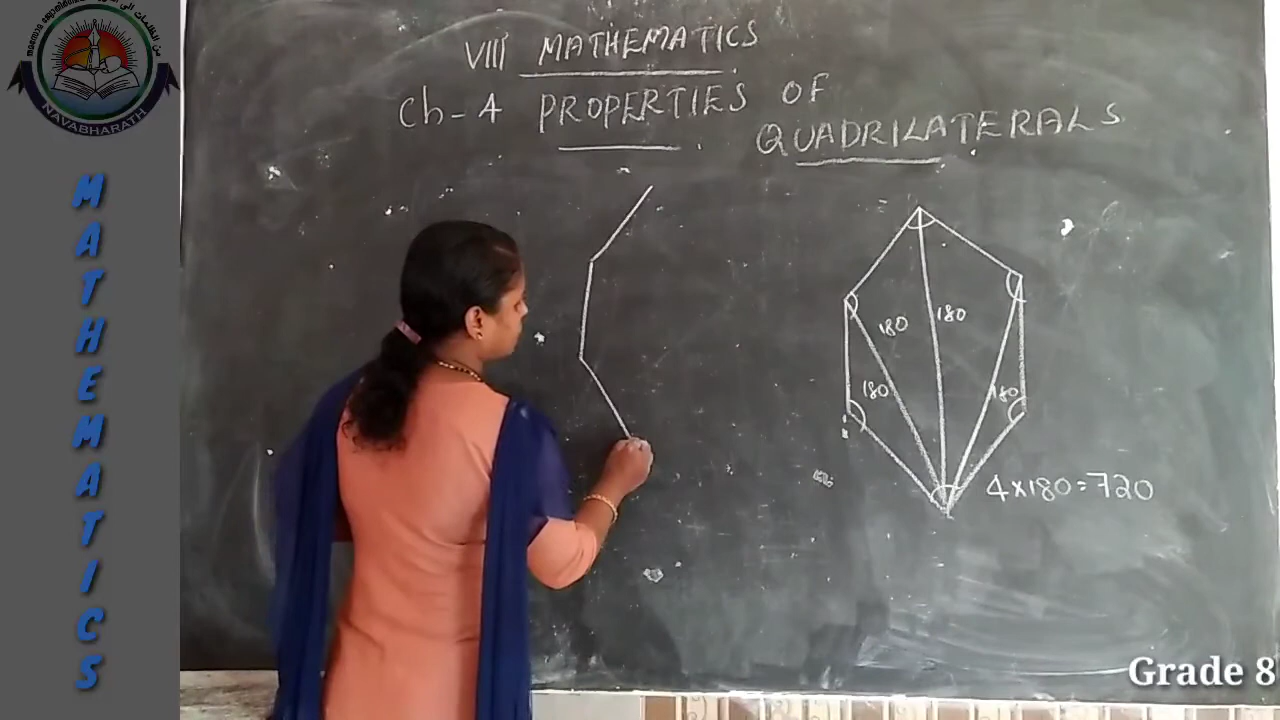 VIII MATHEMATICS
Ch-4 PROPERTIES OF
QUADRILATERALS
180
180
180
180
4x180=720
NAVABHARATH
MATHEMATICS
Grade 8